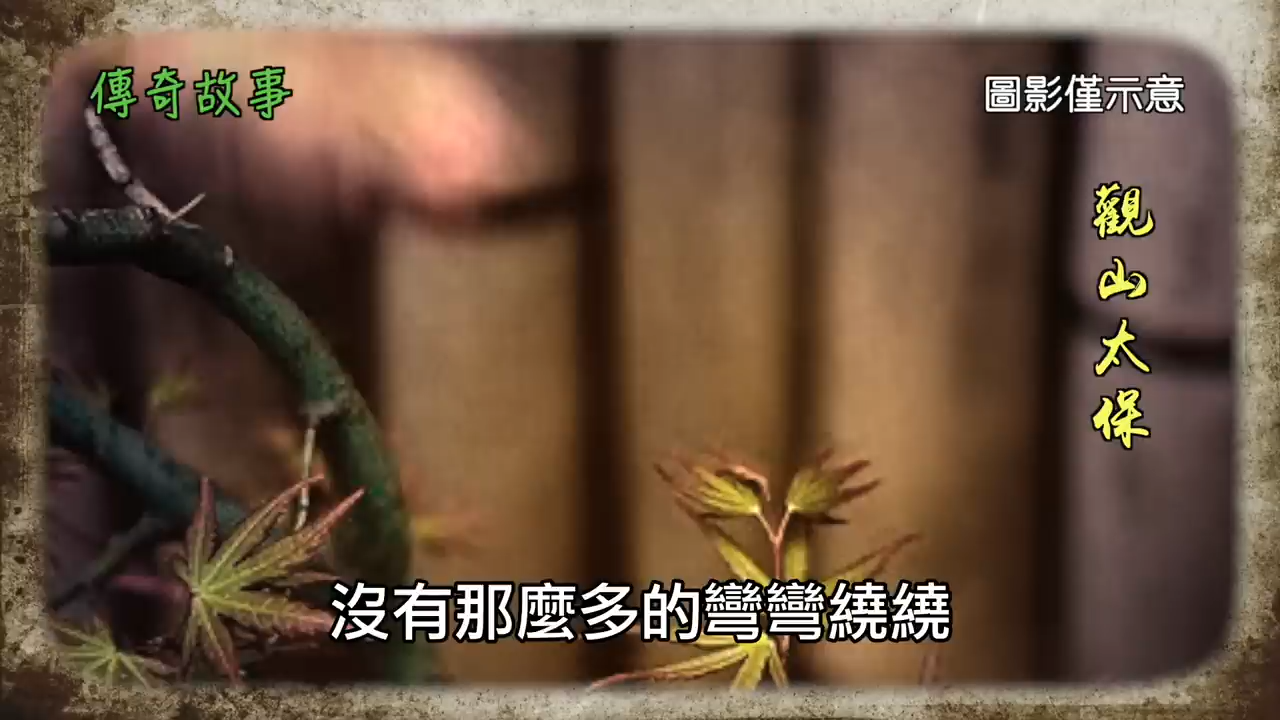 傳奇故事
圖影僅示意
觀山太保
沒有那麼多的彎彎繞繞